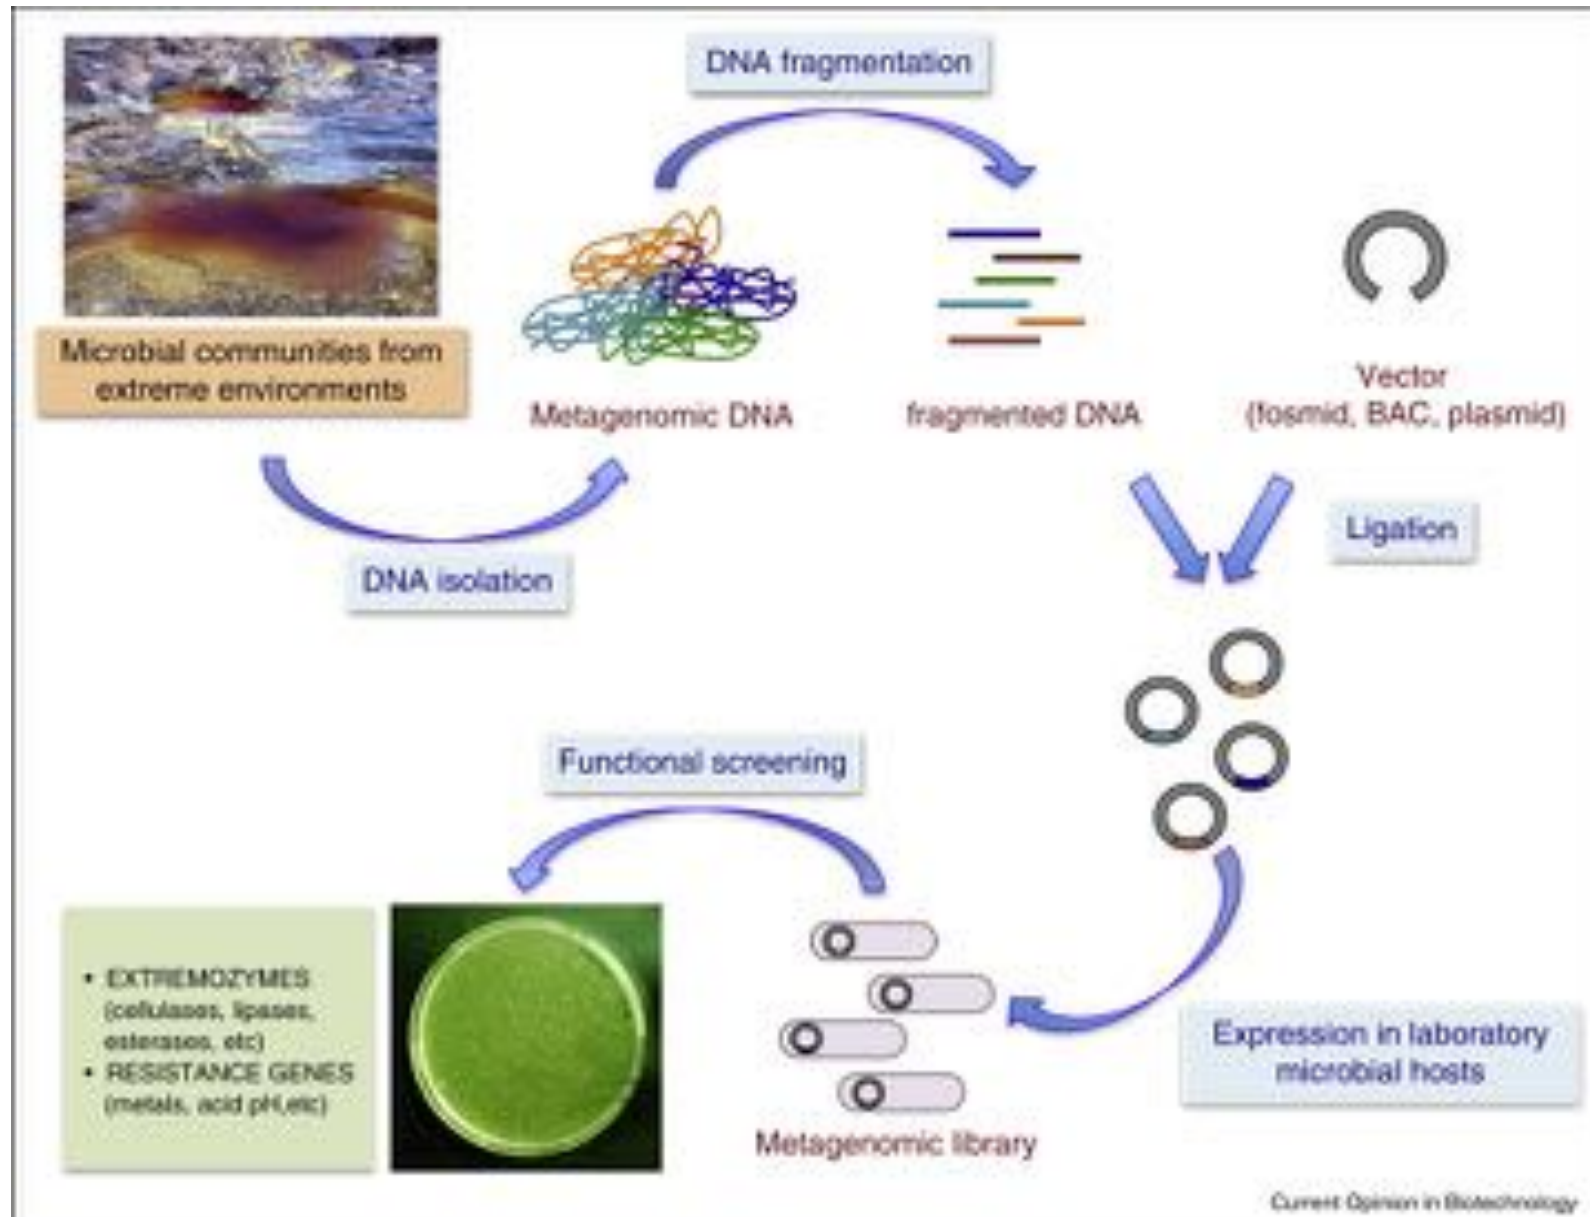 DNA fragmentation
Microbial communities from
extreme environments
Metagenomic DNA
fragmented DNA
Vector
(fosmid, BAC, plasmid)
DNA isolation
Ligation
Functional screening
• EXTREMOZYMES
(cellulases, lipases,
esterases, etc)
• RESISTANCE GENES
(metals, acid pH,etc)
Expression in laboratory
microbial hosts
Metagenomic library
Current Opinion in Biotechnology